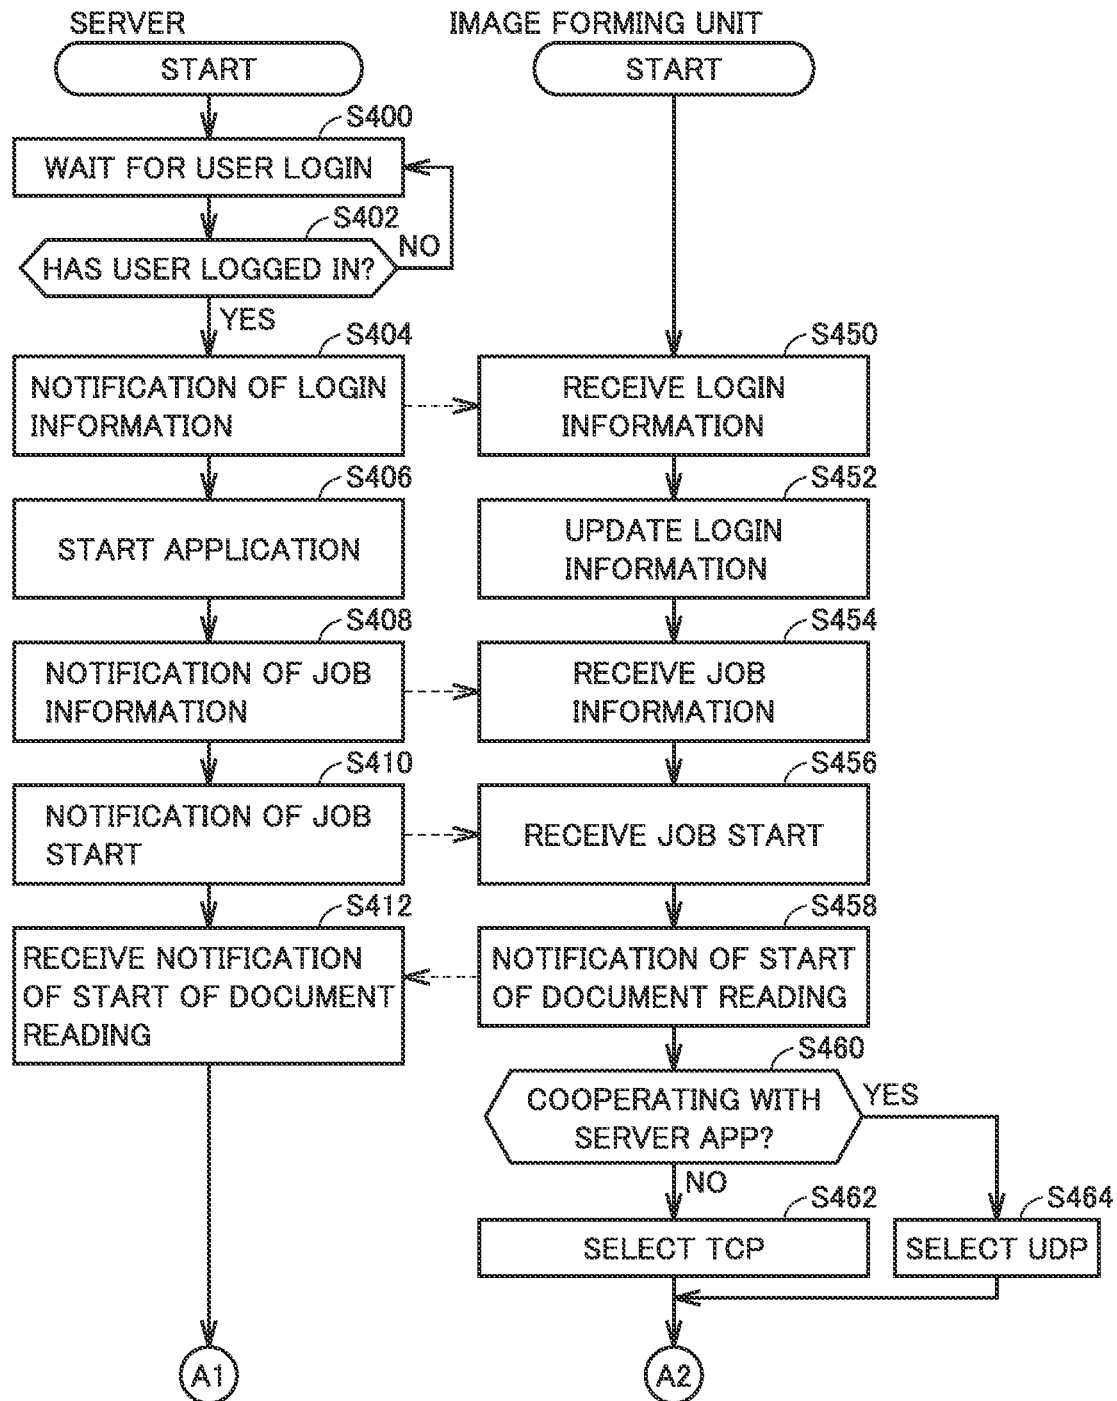 SERVER
IMAGE FORMING UNIT
START
START
S400
WAIT FOR USER LOGIN
S402
HAS USER LOGGED IN?
NO
YES
S404
NOTIFICATION OF LOGIN
INFORMATION
S450
RECEIVE LOGIN
INFORMATION
S406
START APPLICATION
S452
UPDATE LOGIN
INFORMATION
S408
NOTIFICATION OF JOB
INFORMATION
S454
RECEIVE JOB
INFORMATION
S410
NOTIFICATION OF JOB
START
S456
RECEIVE JOB START
S412
RECEIVE NOTIFICATION
OF START OF DOCUMENT
READING
S458
NOTIFICATION OF START
OF DOCUMENT READING
S460
COOPERATING WITH
SERVER APP?
YES
NO
S462
SELECT TCP
S464
SELECT UDP
A1
A2